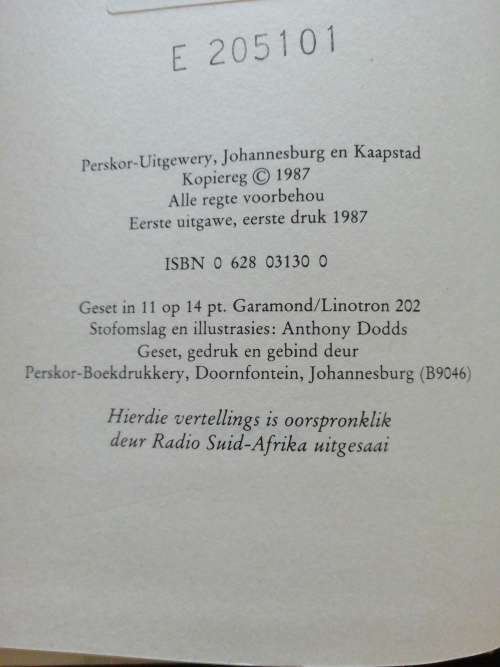 E 205101
Perskor-Uitgewery, Johannesburg en Kaapstad
Kopiereg © 1987
Alle regte voorbehou
Eerste uitgawe, eerste druk 1987
ISBN 0 628 03130 0
Geset in 11 op 14 pt. Garamond/Linotron 202
Stofomslag en illustrasies: Anthony Dodds
Geset, gedruk en gebind deur
Perskor-Boekdrukkery, Doornfontein, Johannesburg (B9046)
Hierdie vertellings is oorspronklik
deur Radio Suid-Afrika uitgesaai